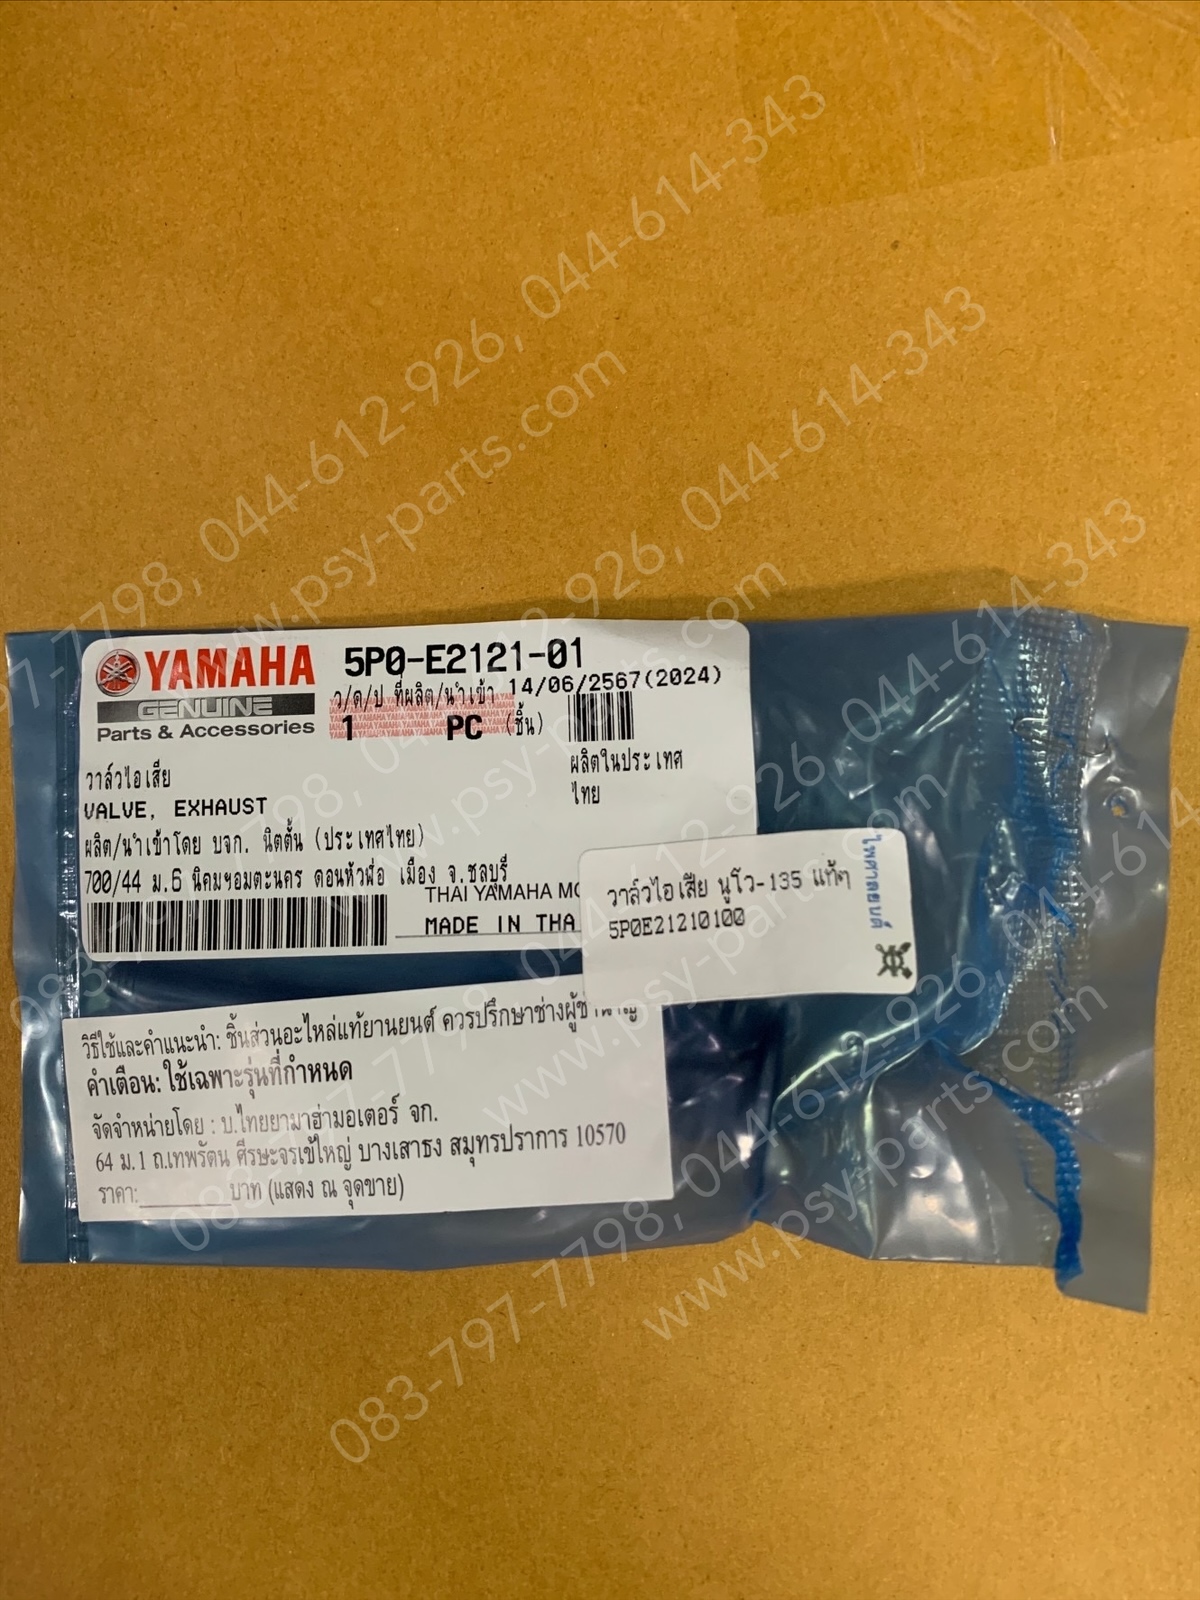 YAMAHA
GENUINE
Parts & Accessories
5P0-E2121-01
ว/ด/ป ที่ผลิต/นำเข้า 14/06/2567(2024)
1 PC (ชิ้น)
ผลิตในประเทศ
ไทย
วาล์วไอเสีย
VALVE, EXHAUST
ผลิต/นำเข้าโดย บจก. นิตตั้น (ประเทศไทย)
700/44 ม.6 นิคมฯอมตะนคร ดอนหัวฬ่อ เมือง จ.ชลบุรี
THAI YAMAHA MO
MADE IN THA
วาล์วไอเสีย นูโว-135 แท้ๆ
5P0E21210100
ไพศาลยนต์
วิธีใช้และคำแนะนำ: ชิ้นส่วนอะไหล่แท้ยานยนต์ ควรปรึกษาช่างผู้ชำนาญ
คำเตือน: ใช้เฉพาะรุ่นที่กำหนด
จัดจำหน่ายโดย : บ.ไทยยามาฮ่ามอเตอร์ จก.
64 ม.1 ถ.เทพรัตน ศีรษะจรเข้ใหญ่ บางเสาธง สมุทรปราการ 10570
ราคา: บาท (แสดง ณ จุดขาย)
083-797-7798, 044-612-926, 044-614-343
www.psy-parts.com